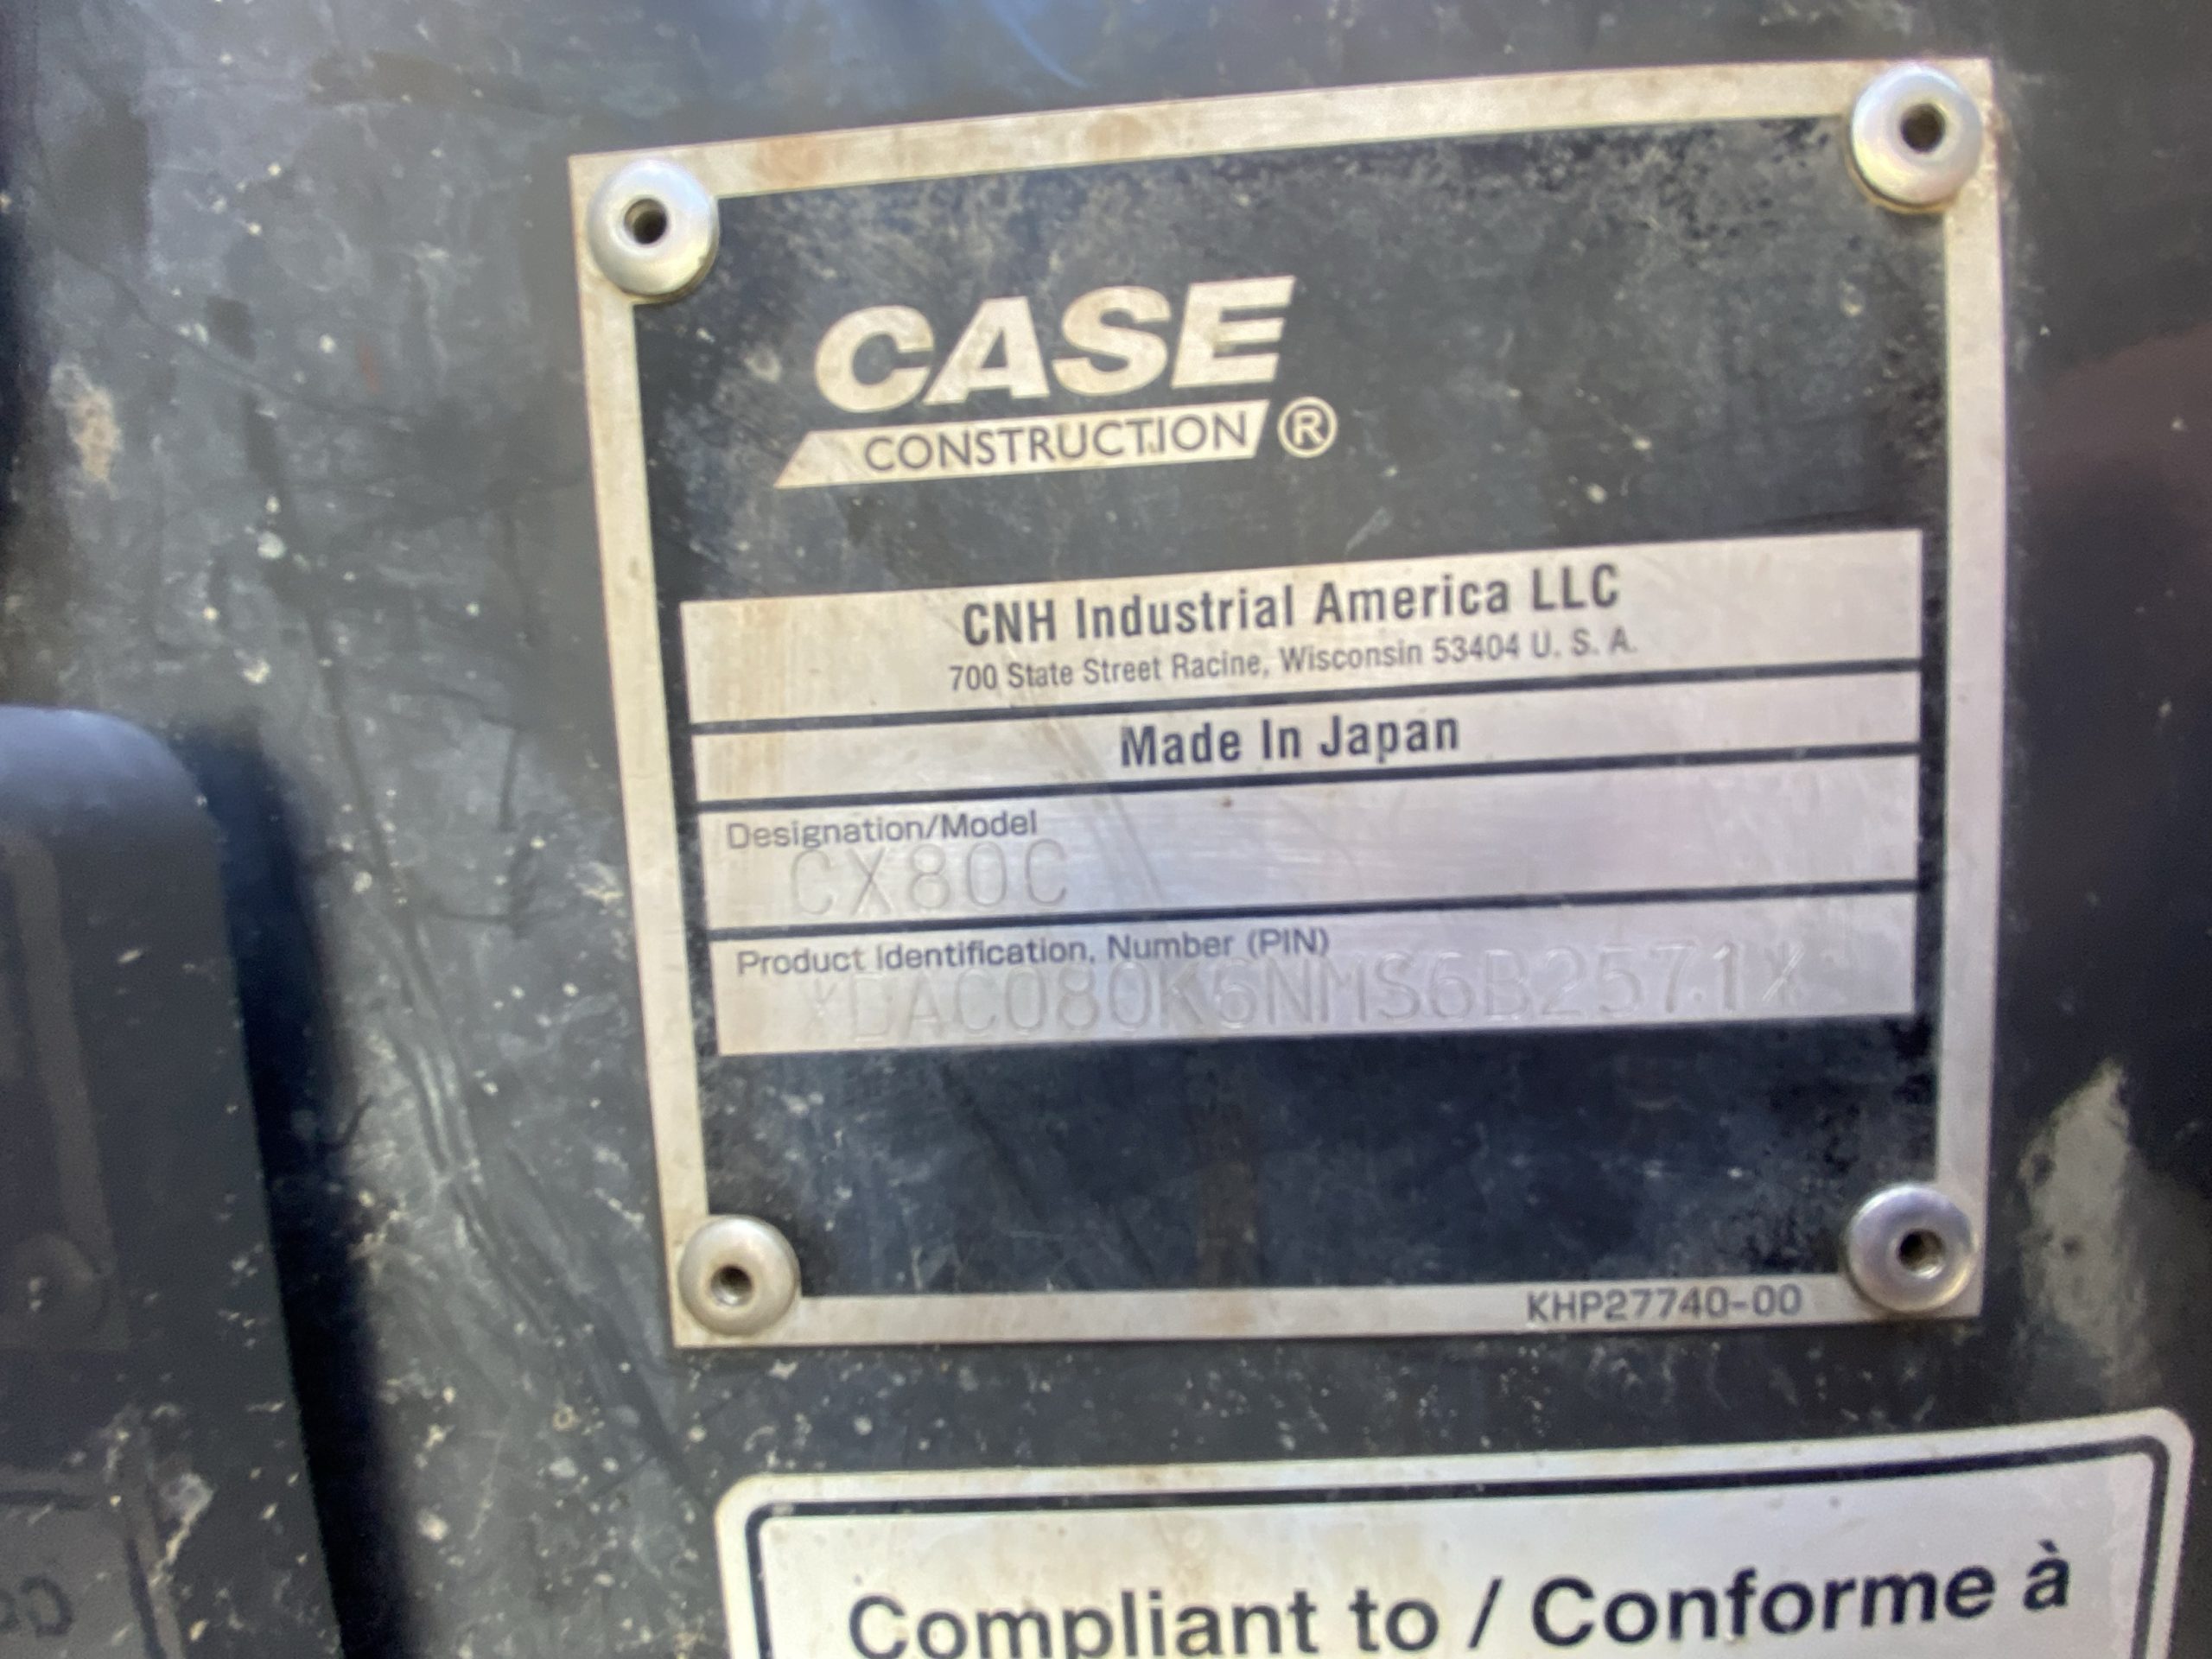 CASE
CONSTRUCTION ®
CNH Industrial America LLC
700 State Street Racine, Wisconsin 53404 U. S. A.
Made In Japan
Designation/Model
CX80C
Product Identification, Number (PIN)
*DAC080K6NMS6B2571*
KHP27740-00
Compliant to / Conforme à